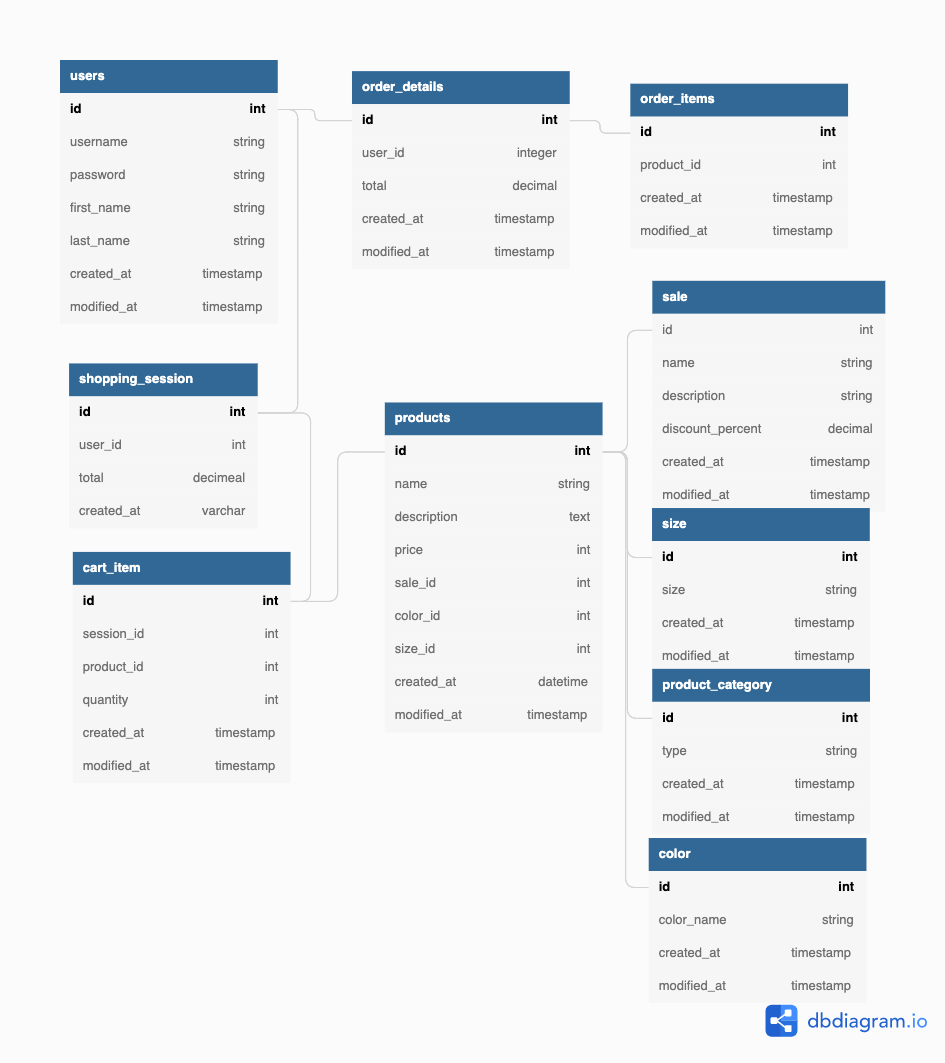 users
id int
username string
password string
first_name string
last_name string
created_at timestamp
modified_at timestamp
order_details
id int
user_id integer
total decimal
created_at timestamp
modified_at timestamp
order_items
id int
product_id int
created_at timestamp
modified_at timestamp
shopping_session
id int
user_id int
total decimeal
created_at varchar
cart_item
id int
session_id int
product_id int
quantity int
created_at timestamp
modified_at timestamp
products
id int
name string
description text
price int
sale_id int
color_id int
size_id int
created_at datetime
modified_at timestamp
sale
id int
name string
description string
discount_percent decimal
created_at timestamp
modified_at timestamp
size
id int
size string
created_at timestamp
modified_at timestamp
product_category
id int
type string
created_at timestamp
modified_at timestamp
color
id int
color_name string
created_at timestamp
modified_at timestamp
dbdiagram.io